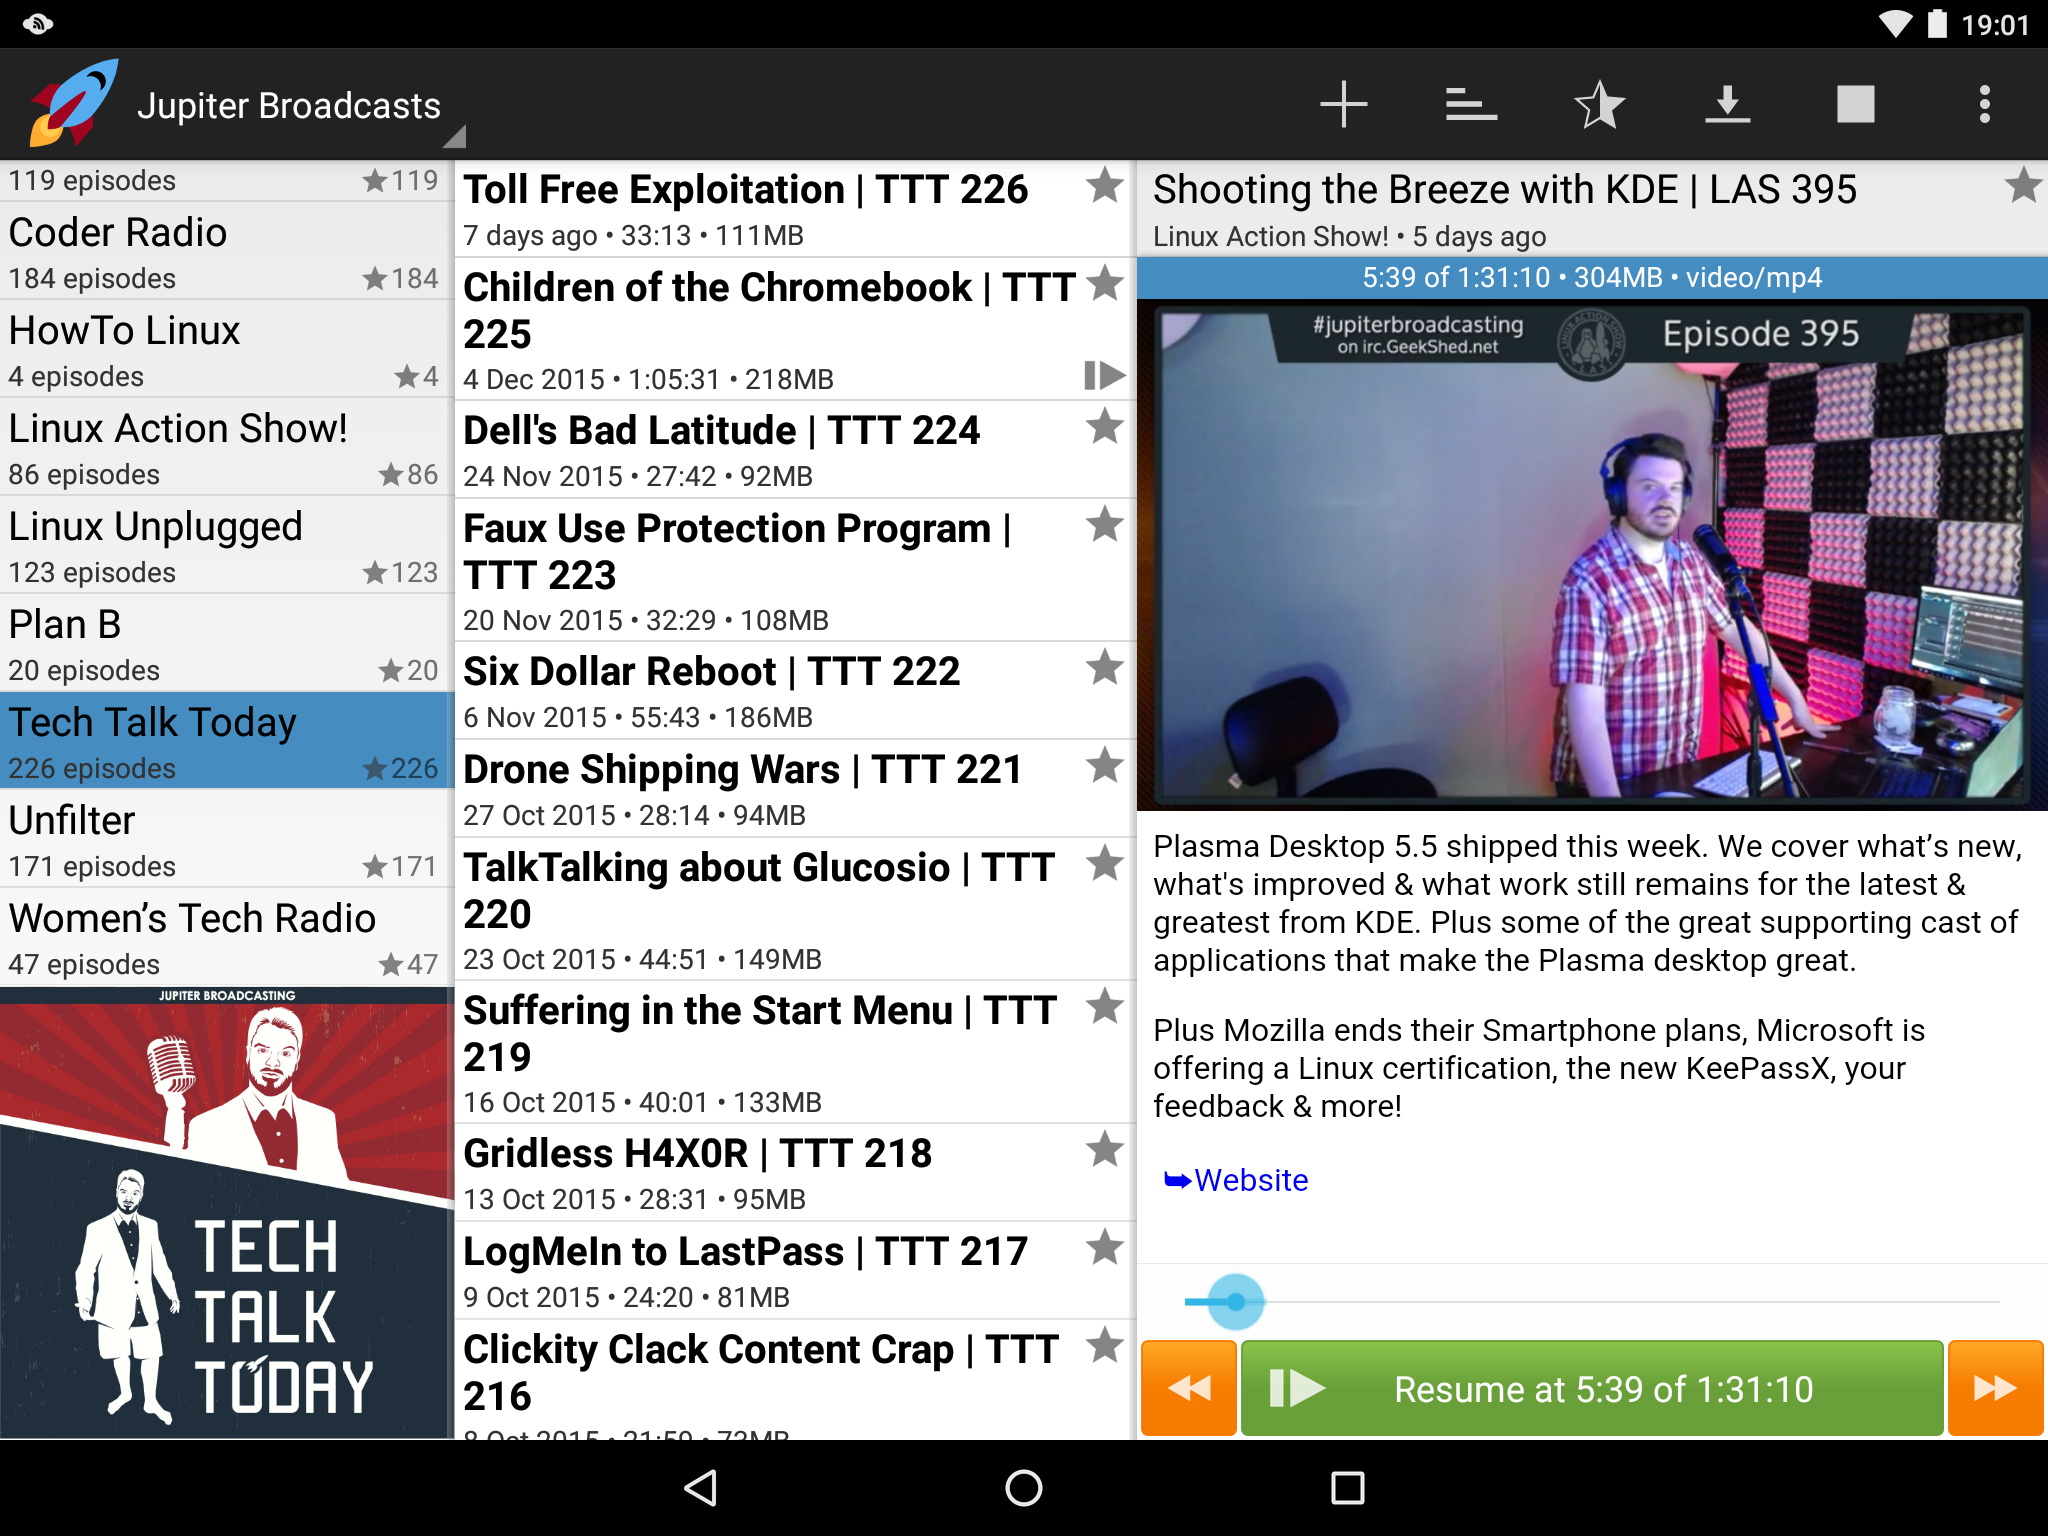 19:01
Jupiter Broadcasts
119 episodes ★119
Coder Radio
184 episodes ★184
HowTo Linux
4 episodes ★4
Linux Action Show!
86 episodes ★86
Linux Unplugged
123 episodes ★123
Plan B
20 episodes ★20
Tech Talk Today
226 episodes ★226
Unfilter
171 episodes ★171
Women’s Tech Radio
47 episodes ★47
JUPITER BROADCASTING
TECH
TALK
TODAY
Toll Free Exploitation | TTT 226
7 days ago • 33:13 • 111MB
Children of the Chromebook | TTT
225
4 Dec 2015 • 1:05:31 • 218MB
Dell's Bad Latitude | TTT 224
24 Nov 2015 • 27:42 • 92MB
Faux Use Protection Program |
TTT 223
20 Nov 2015 • 32:29 • 108MB
Six Dollar Reboot | TTT 222
6 Nov 2015 • 55:43 • 186MB
Drone Shipping Wars | TTT 221
27 Oct 2015 • 28:14 • 94MB
TalkTalking about Glucosio | TTT
220
23 Oct 2015 • 44:51 • 149MB
Suffering in the Start Menu | TTT
219
16 Oct 2015 • 40:01 • 133MB
Gridless H4X0R | TTT 218
13 Oct 2015 • 28:31 • 95MB
LogMeIn to LastPass | TTT 217
9 Oct 2015 • 24:20 • 81MB
Clickity Clack Content Crap | TTT
216
8 Oct 2015 • 21:59 • 73MB
Shooting the Breeze with KDE | LAS 395
Linux Action Show! • 5 days ago
5:39 of 1:31:10 • 304MB • video/mp4
#jupiterbroadcasting
on irc.GeekShed.net
LINUX ACTION SHOW
LAS
Episode 395
Plasma Desktop 5.5 shipped this week. We cover what’s new,
what's improved & what work still remains for the latest &
greatest from KDE. Plus some of the great supporting cast of
applications that make the Plasma desktop great.
Plus Mozilla ends their Smartphone plans, Microsoft is
offering a Linux certification, the new KeePassX, your
feedback & more!
➥Website
Resume at 5:39 of 1:31:10